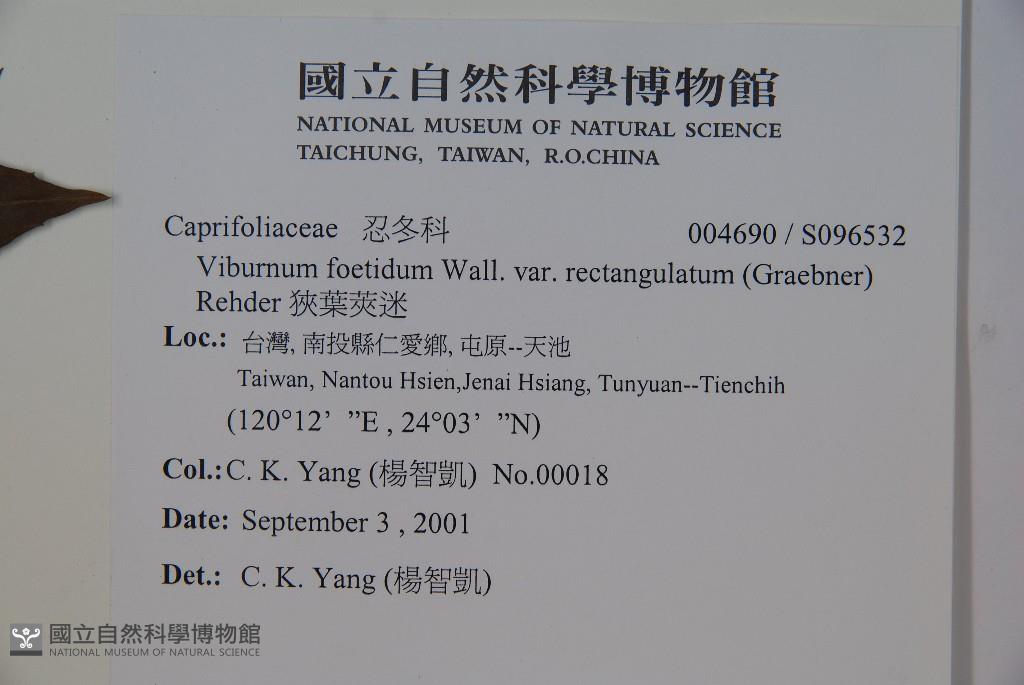 國立自然科學博物館
NATIONAL MUSEUM OF NATURAL SCIENCE
TAICHUNG, TAIWAN, R.O.CHINA
Caprifoliaceae 忍冬科 004690 / S096532
Viburnum foetidum Wall. var. rectangulatum (Graebner)
Rehder 狹葉莢迷
Loc.: 台灣, 南投縣仁愛鄉, 屯原--天池
Taiwan, Nantou Hsien,Jenai Hsiang, Tunyuan--Tienchih
(120°12’ ”E , 24°03’ ”N)
Col.: C. K. Yang (楊智凱) No.00018
Date: September 3 , 2001
Det.: C. K. Yang (楊智凱)
國立自然科學博物館
NATIONAL MUSEUM OF NATURAL SCIENCE